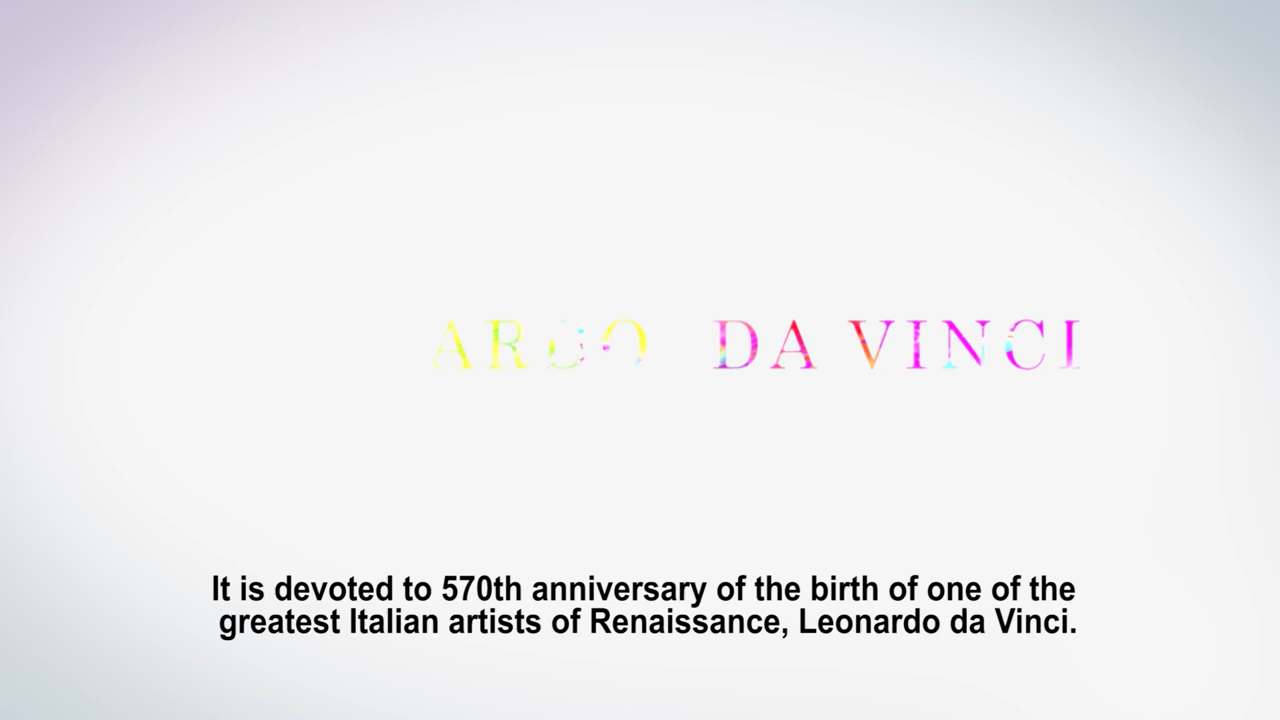 ARDO DA VINCI
It is devoted to 570th anniversary of the birth of one of the
greatest Italian artists of Renaissance, Leonardo da Vinci.